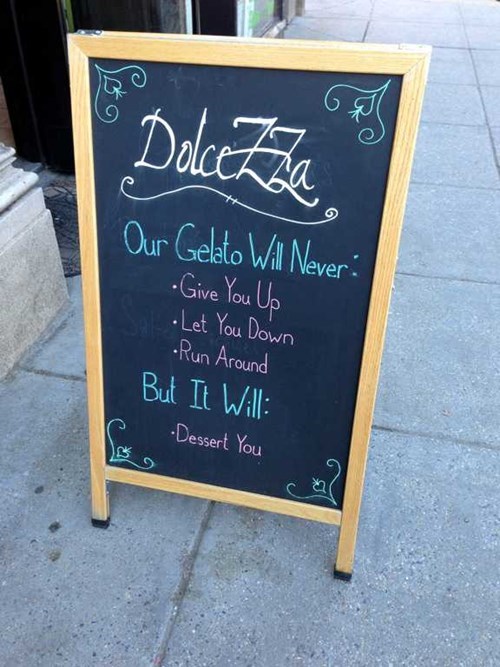 DolceZZa
Our Gelato Will Never:
•Give You Up
•Let You Down
•Run Around
But It Will:
•Dessert You